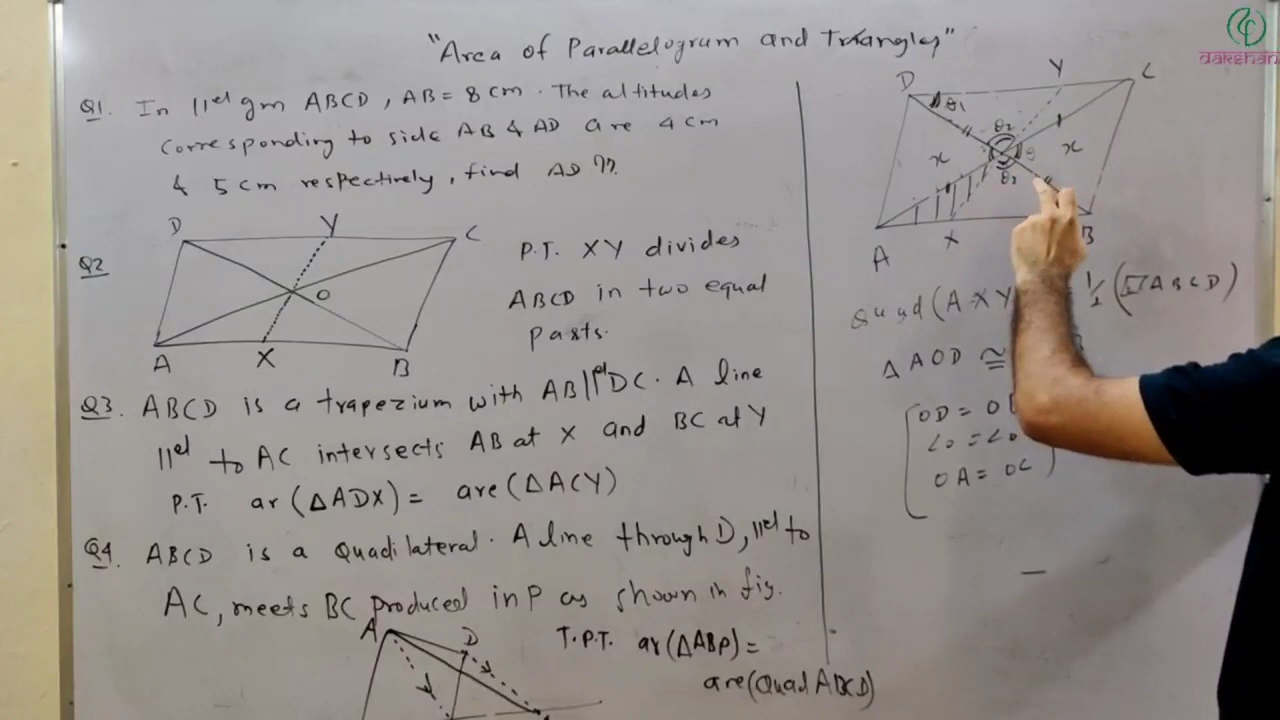 "Area of Parallelogram and Triangles"
dakshan
Q1. In ||el gm ABCD, AB = 8 cm. The altitudes
corresponding to side AB & AD are 4 cm
& 5 cm respectively, find AD ??.
Q2
D Y C
O
A X B
P.T. XY divides
ABCD in two equal
parts.
Q3. ABCD is a trapezium with AB||el DC. A line
||el to AC intersects AB at X and BC at Y
P.T. ar(ΔADX) = are(ΔACY)
Q4. ABCD is a Quadilateral. A line through D, ||el to
AC, meets BC produced in P as shown in fig.
T.P.T. ar(ΔABP) =
are(Quad ABCD)
A D
D Y C
θ1
θ2
x x
θ3
A X B
Quad(AXY = 1/2 (▱ABCD)
Δ AOD ≅
OD = O
∠O = ∠O
OA = OC